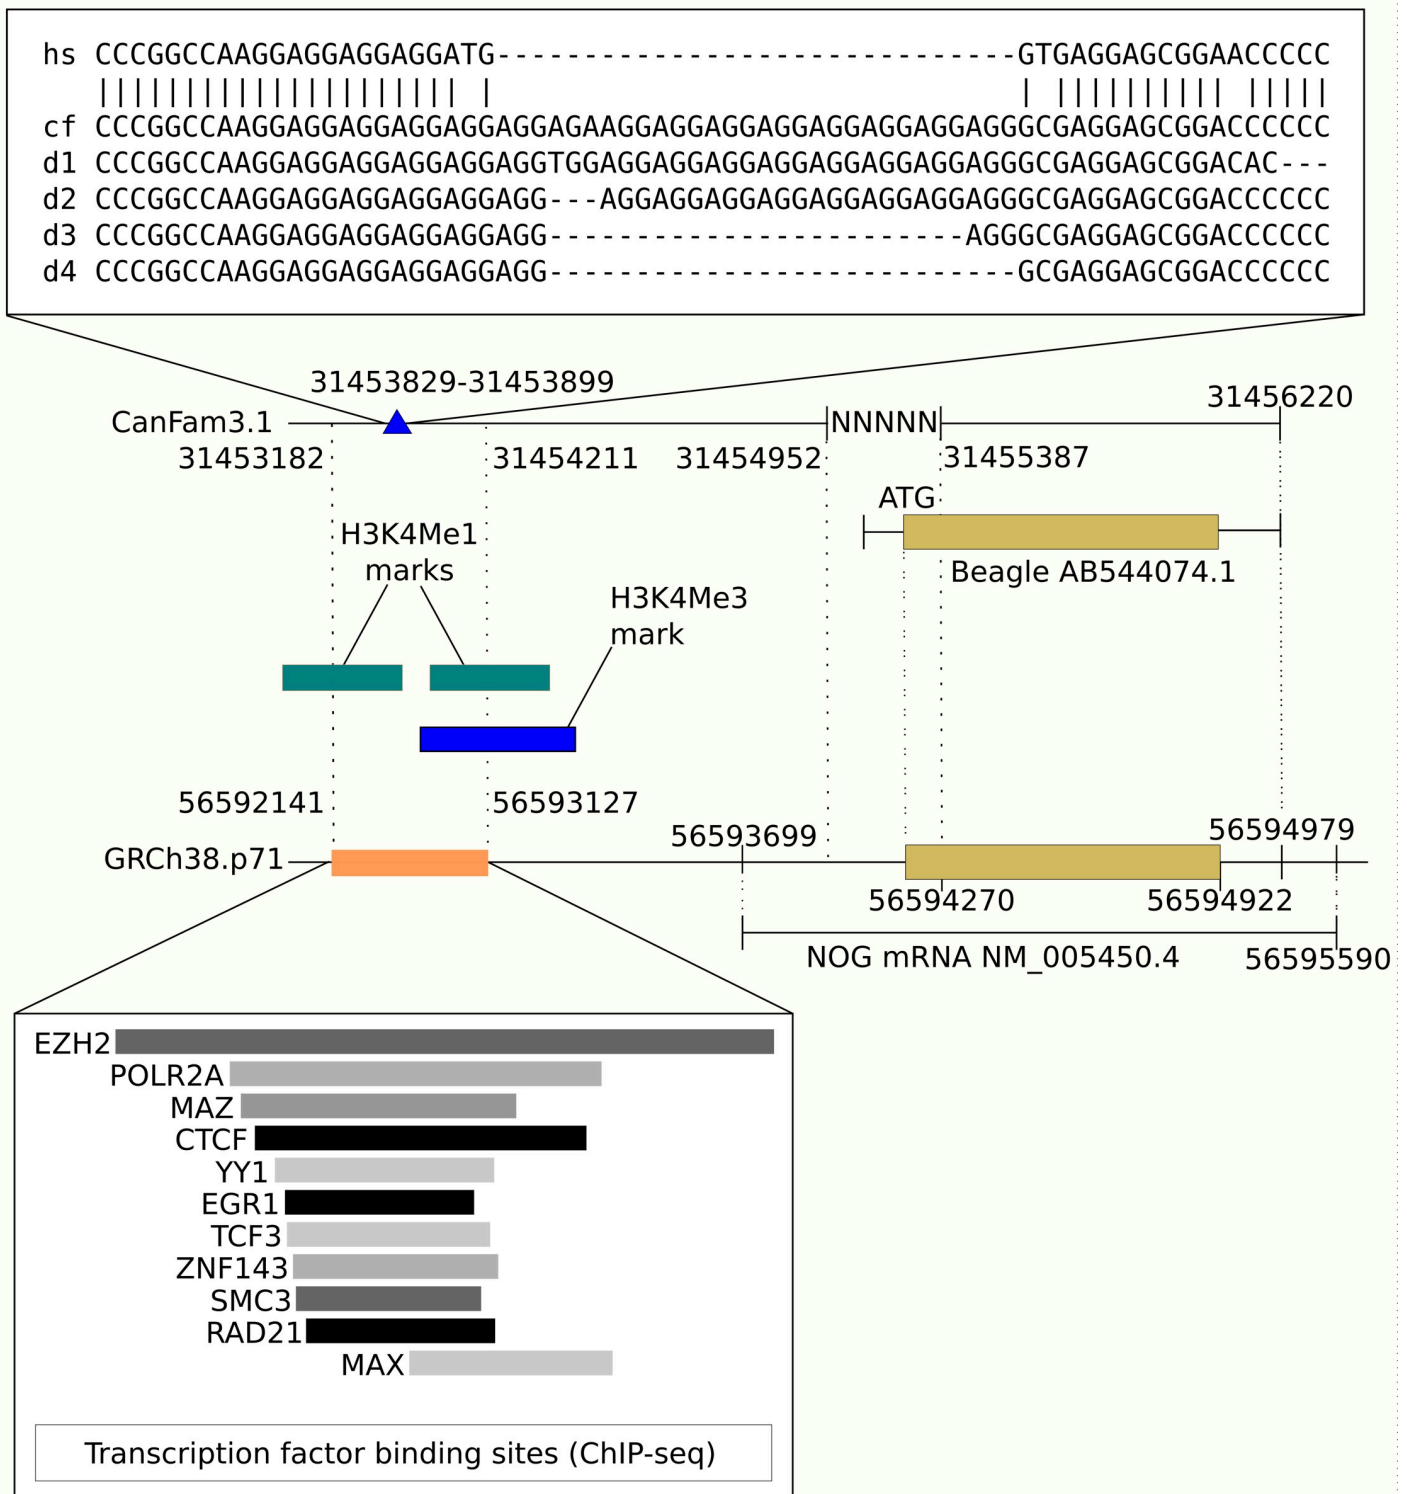 hs CCCGGCCAAGGAGGAGGAGGATG------------------------------GTGAGGAGCGGAACCCCC
cf CCCGGCCAAGGAGGAGGAGGAGGAGGAGAAGGAGGAGGAGGAGGAGGAGGAGGGCGAGGAGCGGACCCCCC
d1 CCCGGCCAAGGAGGAGGAGGAGGAGGTGGAGGAGGAGGAGGAGGAGGAGGAGGGCGAGGAGCGGACAC---
d2 CCCGGCCAAGGAGGAGGAGGAGGAGG---AGGAGGAGGAGGAGGAGGAGGAGGGCGAGGAGCGGACCCCCC
d3 CCCGGCCAAGGAGGAGGAGGAGGAGG------------------------AGGGCGAGGAGCGGACCCCCC
d4 CCCGGCCAAGGAGGAGGAGGAGGAGG---------------------------GCGAGGAGCGGACCCCCC
31453829-31453899
31456220
CanFam3.1
NNNNN
31453182
31454211
31454952
31455387
ATG
H3K4Me1
marks
Beagle AB544074.1
H3K4Me3
mark
56592141
56593127
56593699
56594979
GRCh38.p71
56594270
56594922
NOG mRNA NM_005450.4
56595590
EZH2
POLR2A
MAZ
CTCF
YY1
EGR1
TCF3
ZNF143
SMC3
RAD21
MAX
Transcription factor binding sites (ChIP-seq)